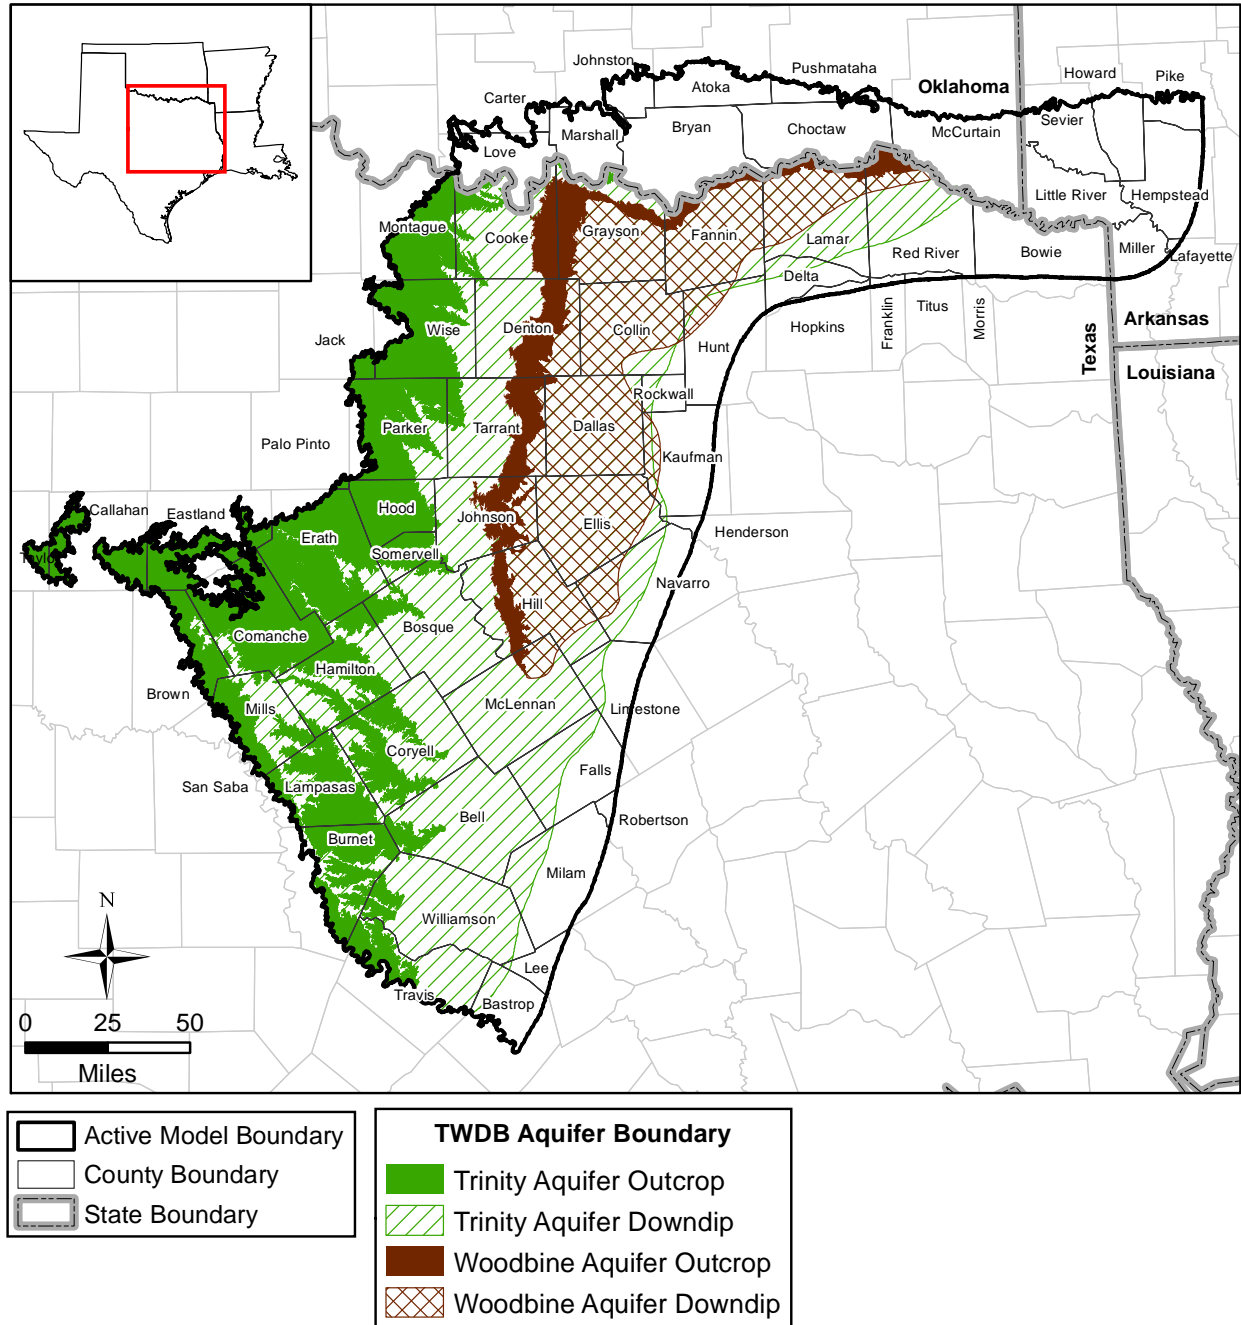 Johnston
Pushmataha
Howard
Pike
Carter
Atoka
Oklahoma
Bryan
Choctaw
McCurtain
Sevier
Marshall
Love
Little River
Hempstead
Montague
Cooke
Grayson
Fannin
Lamar
Red River
Bowie
Miller
Lafayette
Delta
Jack
Wise
Denton
Collin
Hunt
Hopkins
Franklin
Titus
Morris
Texas
Arkansas
Louisiana
Rockwall
Palo Pinto
Parker
Tarrant
Dallas
Kaufman
Callahan
Eastland
Hood
Johnson
Ellis
Henderson
Erath
Somervell
Navarro
Hill
Comanche
Bosque
Hamilton
Brown
Mills
McLennan
Limestone
San Saba
Lampasas
Coryell
Falls
Bell
Robertson
Burnet
Milam
Williamson
Lee
Travis
Bastrop
N
0 25 50
Miles
Active Model Boundary
County Boundary
State Boundary
TWDB Aquifer Boundary
Trinity Aquifer Outcrop
Trinity Aquifer Downdip
Woodbine Aquifer Outcrop
Woodbine Aquifer Downdip